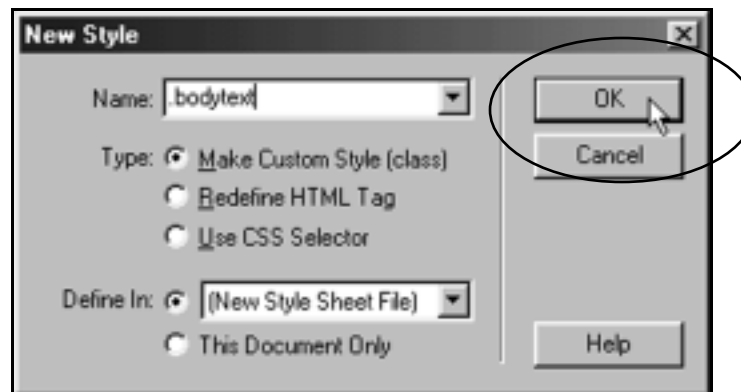 New Style
Name: .bodytext
OK
Type: Make Custom Style (class)
Cancel
Redefine HTML Tag
Use CSS Selector
Define In: (New Style Sheet File)
This Document Only
Help